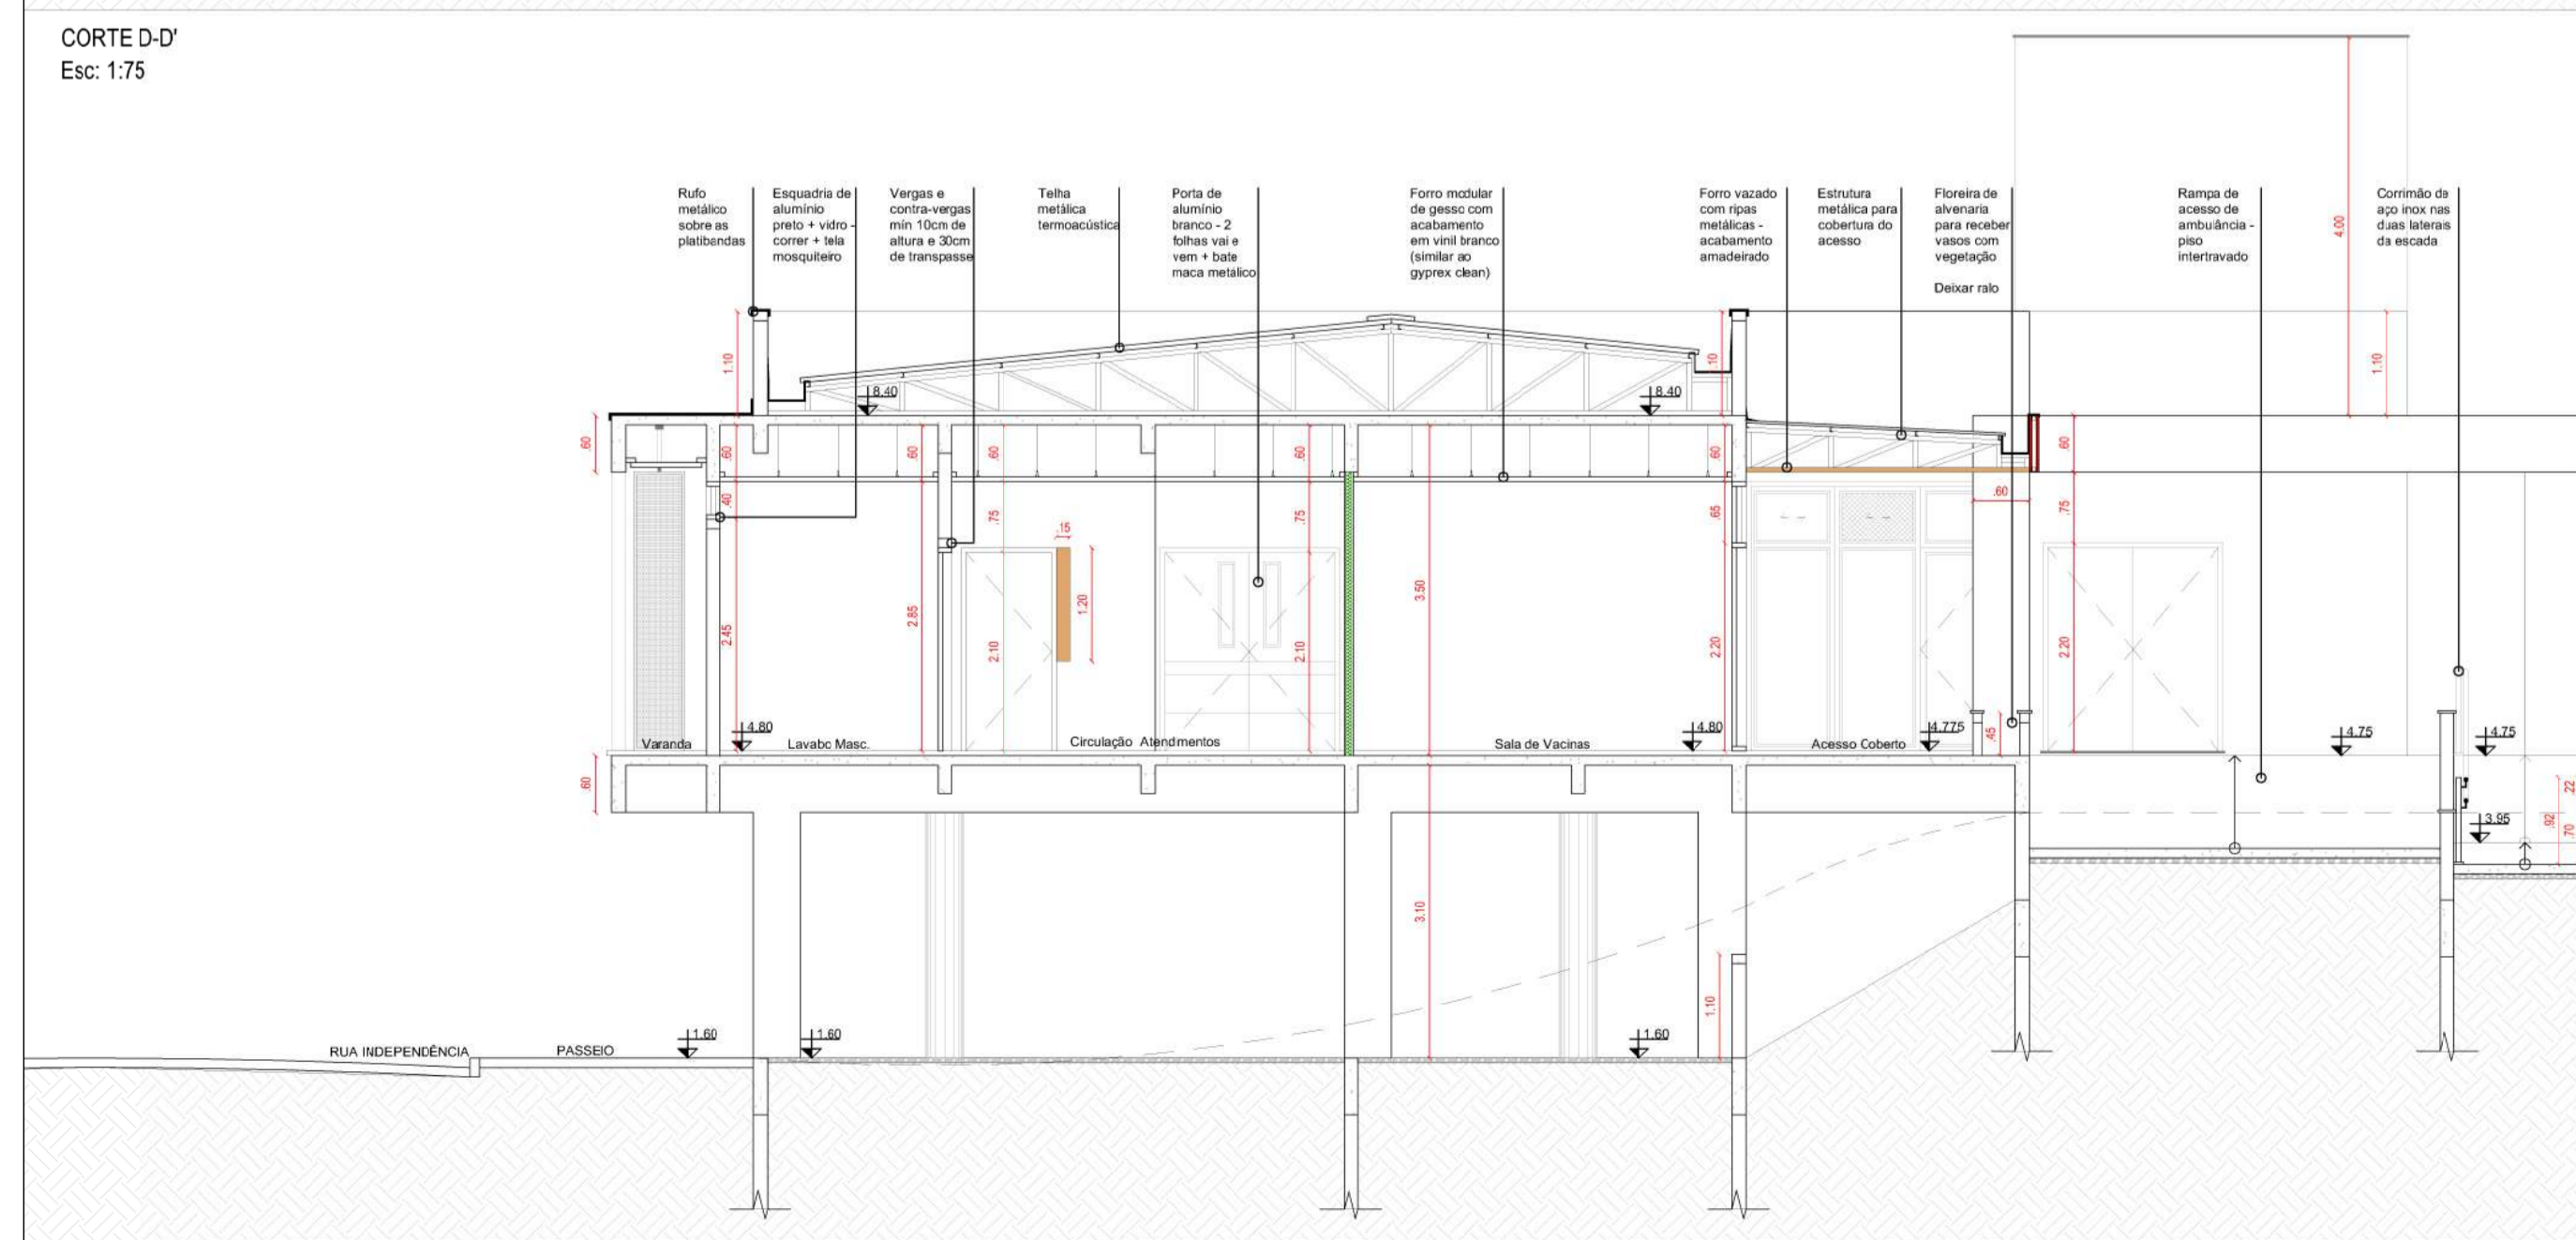 CORTE D-D'
Esc: 1:75
Rufo
metálico
sobre as
platibandas
Esquadria de
alumínio
preto + vidro -
correr + tela
mosquiteiro
Vergas e
contra-vergas
mín 10cm de
altura e 30cm
de transpasse
Telha
metálica
termoacústica
Porta de
alumínio
branco - 2
folhas vai e
vem + bate
maca metálico
Forro modular
de gesso com
acabamento
em vinil branco
(similar ao
gyprex clean)
Forro vazado
com ripas
metálicas -
acabamento
amadeirado
Estrutura
metálica para
cobertura do
acesso
Floreira de
alvenaria
para receber
vasos com
vegetação
Deixar ralo
Rampa de
acesso de
ambulância -
piso
intertravado
Corrimão de
aço inox nas
duas laterais
da escada
4.00
1.10
.10
1.10
8.40
8.40
.60
.60
.60
.60
.60
.60
.60
.40
.75
.15
.75
.65
.60
.75
2.45
2.85
2.10
1.20
2.10
3.50
2.20
2.20
4.80
4.80
4.775
.45
4.75
4.75
Varanda
Lavabo Masc.
Circulação Atendimentos
Sala de Vacinas
Acesso Coberto
.60
3.95
.22
.92
.70
3.10
1.10
RUA INDEPENDÊNCIA
PASSEIO
1.60
1.60
1.60